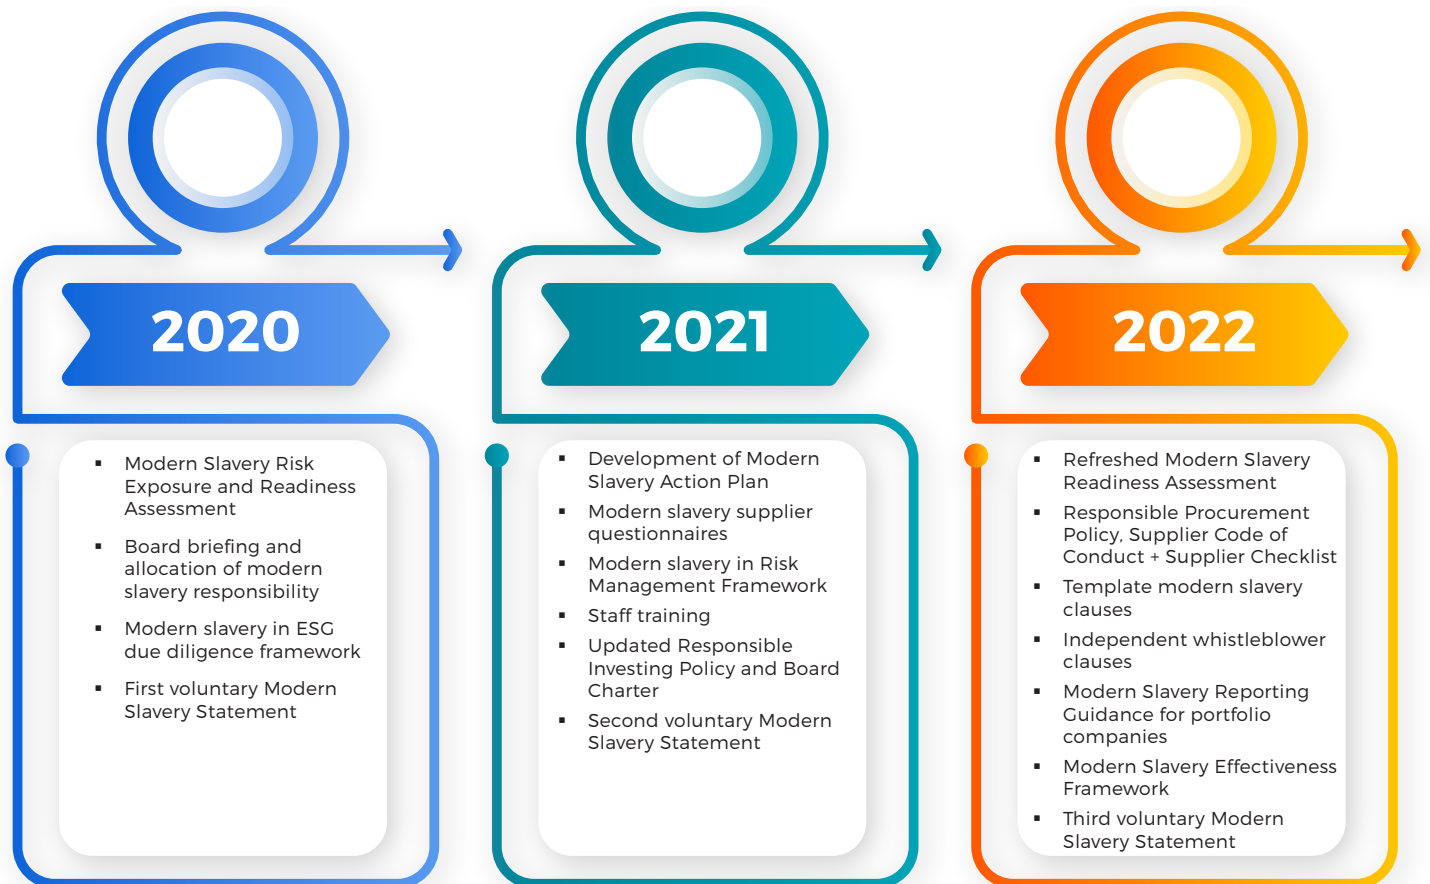 2020
▪ Modern Slavery Risk
Exposure and Readiness
Assessment
▪ Board briefing and
allocation of modern
slavery responsibility
▪ Modern slavery in ESG
due diligence framework
▪ First voluntary Modern
Slavery Statement
2021
▪ Development of Modern
Slavery Action Plan
▪ Modern slavery supplier
questionnaires
▪ Modern slavery in Risk
Management Framework
▪ Staff training
▪ Updated Responsible
Investing Policy and Board
Charter
▪ Second voluntary Modern
Slavery Statement
2022
▪ Refreshed Modern Slavery
Readiness Assessment
▪ Responsible Procurement
Policy, Supplier Code of
Conduct + Supplier Checklist
▪ Template modern slavery
clauses
▪ Independent whistleblower
clauses
▪ Modern Slavery Reporting
Guidance for portfolio
companies
▪ Modern Slavery Effectiveness
Framework
▪ Third voluntary Modern
Slavery Statement